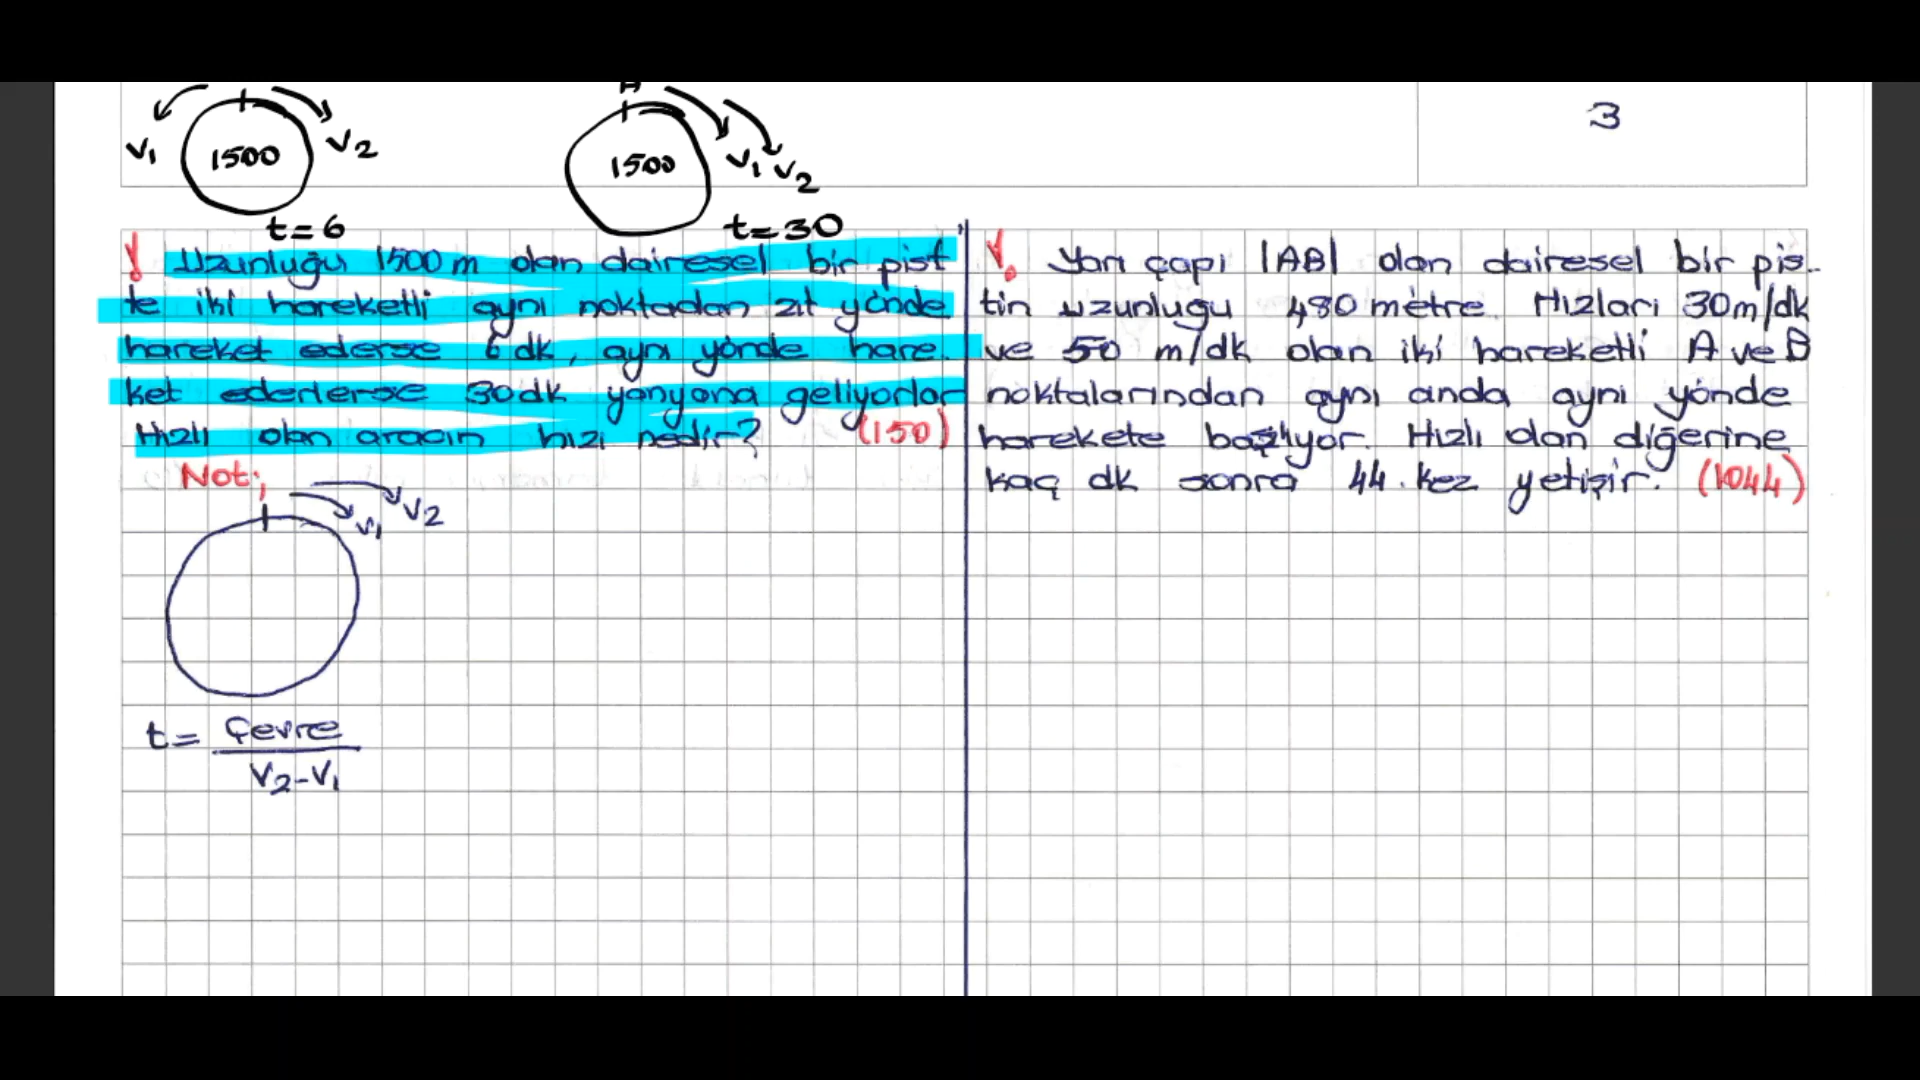 V1
1500
V2
t=6
1500
V1 V2
t=30
3
Uzunluğu 1500 m olan dairesel bir pist
te iki hareketli aynı noktadan zıt yönde
hareket ederse 6 dk, aynı yönde hare
ket ederlerse 30 dk yanyana geliyorlar
Hızlı olan aracın hızı nedir? (150)
Not;
V1 V2
t= Çevre
V2-V1
Yarı çapı |AB| olan dairesel bir pis-
tin uzunluğu 480 metre. Hızları 30 m/dk
ve 50 m/dk olan iki hareketli A ve B
noktalarından aynı anda aynı yönde
harekete başlıyor. Hızlı olan diğerine
kaç dk sonra 44. kez yetişir. (1044)